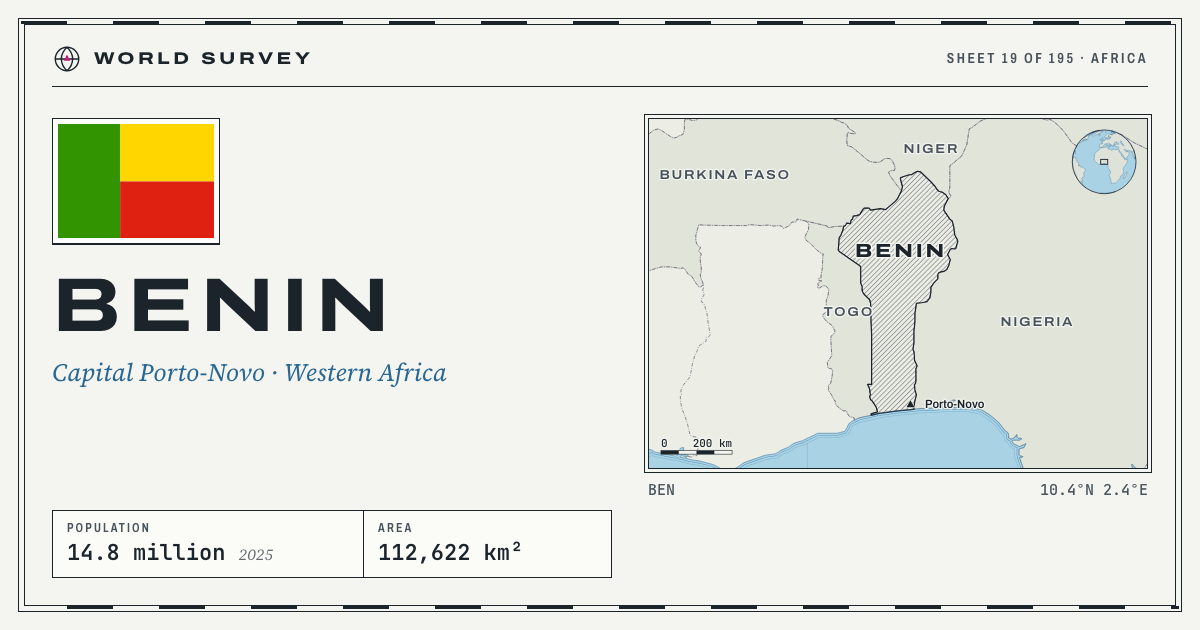 WORLD SURVEY
SHEET 19 OF 195 · AFRICA
BENIN
Capital Porto-Novo · Western Africa
POPULATION
14.8 million 2025
AREA
112,622 km²
NIGER
BURKINA FASO
BENIN
TOGO
NIGERIA
Porto-Novo
0 200 km
BEN
10.4°N 2.4°E